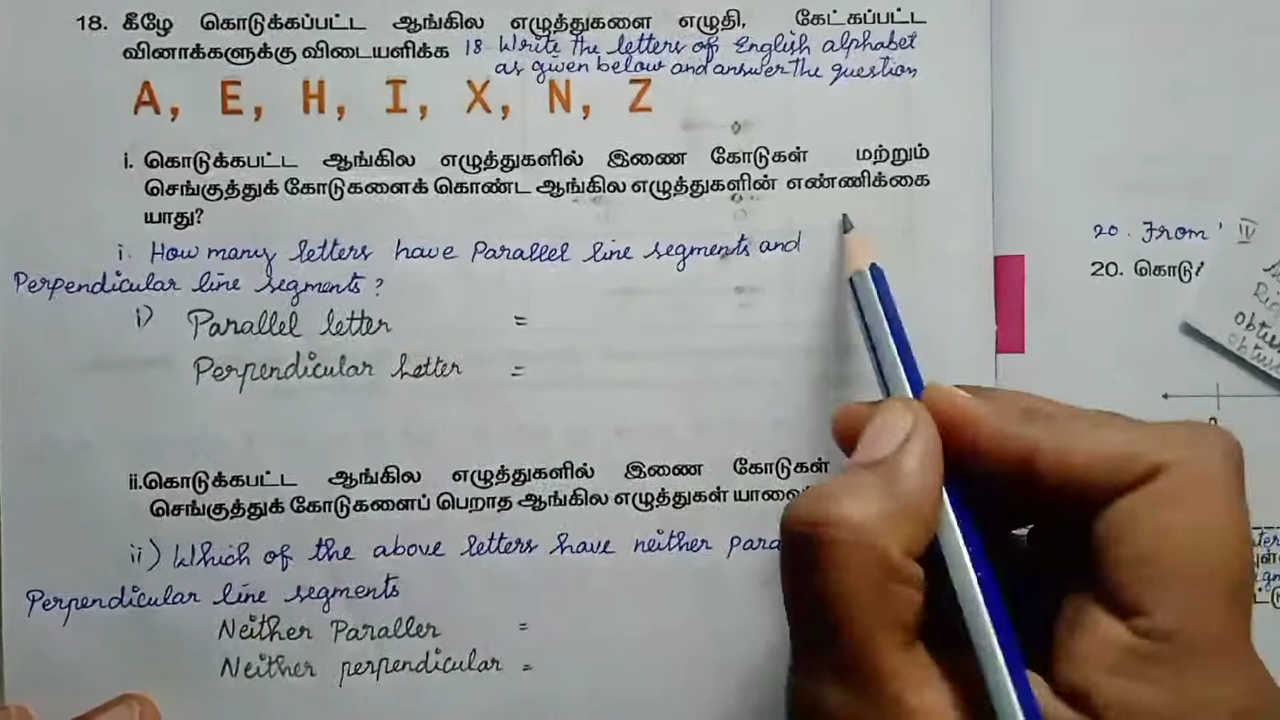 18. கீழே கொடுக்கப்பட்ட ஆங்கில எழுத்துகளை எழுதி, கேட்கப்பட்ட
வினாக்களுக்கு விடையளிக்க 18 Write the letters of English alphabet
as given below and answer the question
A, E, H, I, X, N, Z
i. கொடுக்கபட்ட ஆங்கில எழுத்துகளில் இணை கோடுகள் மற்றும்
செங்குத்துக் கோடுகளைக் கொண்ட ஆங்கில எழுத்துகளின் எண்ணிக்கை
யாது?
i. How many letters have Parallel line segments and
Perpendicular line segments?
i) Parallel letter =
Perpendicular Letter =
ii.கொடுக்கபட்ட ஆங்கில எழுத்துகளில் இணை கோடுகள்
செங்குத்துக் கோடுகளைப் பெறாத ஆங்கில எழுத்துகள்
ii) Which of the above letters have neither
Perpendicular line segments
Neither Paraller =
Neither perpendicular =
20. From' IV
20. கொடு